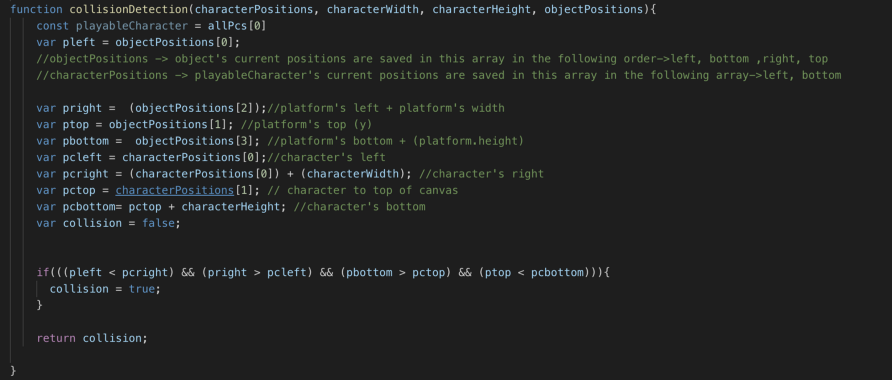 function collisionDetection(characterPositions, characterWidth, characterHeight, objectPositions){
const playableCharacter = allPcs[0]
var pleft = objectPositions[0];
//objectPositions -> object's current positions are saved in this array in the following order->left, bottom ,right, top
//characterPositions -> playableCharacter's current positions are saved in this array in the following array->left, bottom
var pright =  (objectPositions[2]);//platform's left + platform's width
var ptop = objectPositions[1]; //platform's top (y)
var pbottom =  objectPositions[3]; //platform's bottom + (platform.height)
var pcleft = characterPositions[0];//character's left
var pcright = (characterPositions[0]) + (characterWidth); //character's right
var pctop = characterPositions[1]; // character to top of canvas
var pcbottom= pctop + characterHeight; //character's bottom
var collision = false;
if(((pleft < pcright) && (pright > pcleft) && (pbottom > pctop) && (ptop < pcbottom))){
collision = true;
}
return collision;
}